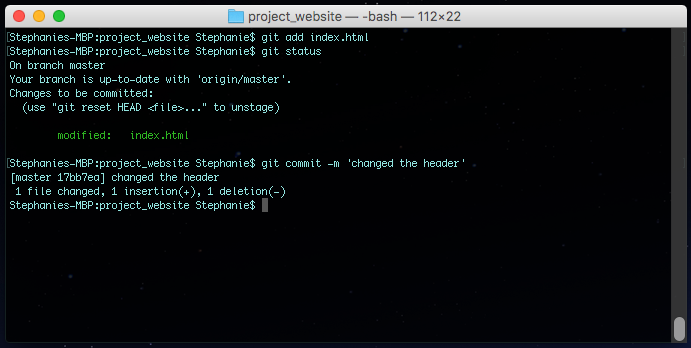 project_website — -bash — 112×22
[Stephanies-MBP:project_website Stephanie$ git add index.html
[Stephanies-MBP:project_website Stephanie$ git status
On branch master
Your branch is up-to-date with 'origin/master'.
Changes to be committed:
  (use "git reset HEAD <file>..." to unstage)
        modified:   index.html
[Stephanies-MBP:project_website Stephanie$ git commit -m 'changed the header'
[master 17bb7ea] changed the header
 1 file changed, 1 insertion(+), 1 deletion(-)
Stephanies-MBP:project_website Stephanie$